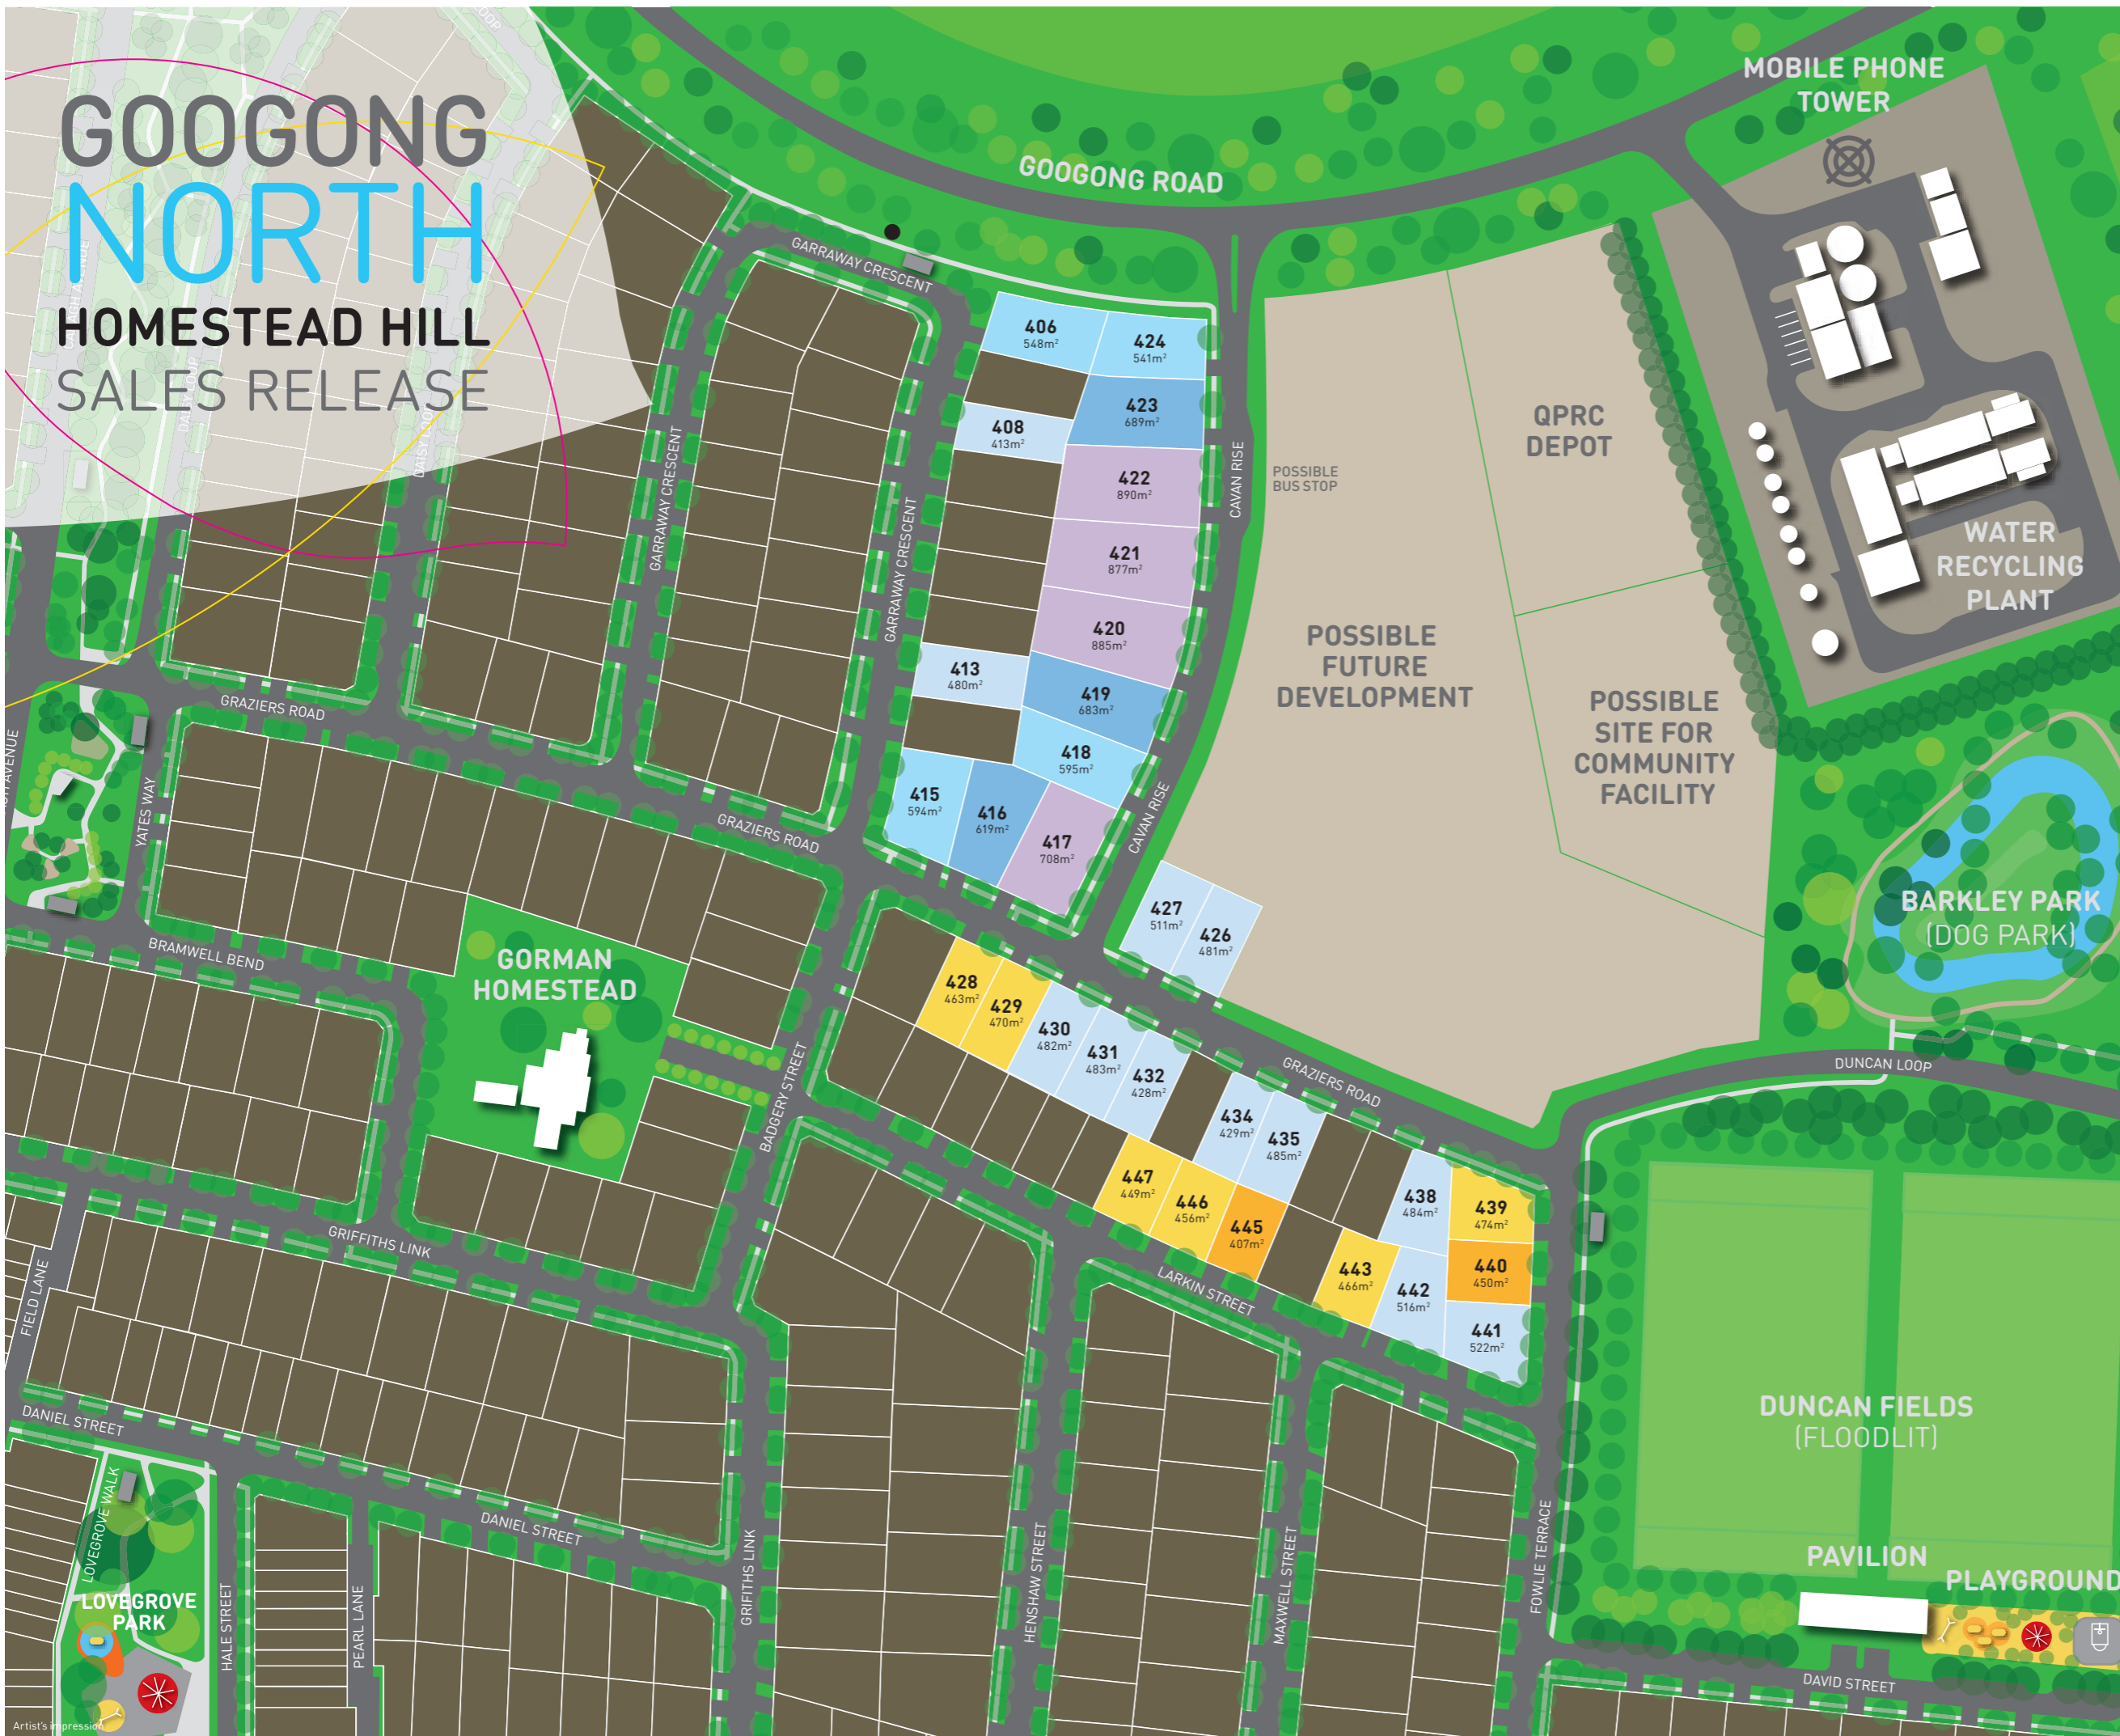 GOOGONG
NORTH
HOMESTEAD HILL
SALES RELEASE
LOOP
DAISY LOOP
DAISY LOOP
MOBILE PHONE
TOWER
GOOGONG ROAD
GARRAWAY CRESCENT
406
548m²
424
541m²
423
689m²
408
413m²
422
890m²
421
877m²
420
885m²
413
480m²
419
683m²
418
595m²
415
594m²
416
619m²
417
708m²
CAVAN RISE
POSSIBLE
BUS STOP
QPRC
DEPOT
WATER
RECYCLING
PLANT
GARRAWAY CRESCENT
GARRAWAY CRESCENT
POSSIBLE
FUTURE
DEVELOPMENT
POSSIBLE
SITE FOR
COMMUNITY
FACILITY
GRAZIERS ROAD
GRAZIERS ROAD
CAVAN RISE
AVENUE
YATES WAY
427
511m²
426
481m²
BARKLEY PARK
(DOG PARK)
BRAMWELL BEND
GORMAN
HOMESTEAD
428
463m²
429
470m²
430
482m²
431
483m²
432
428m²
434
429m²
435
485m²
GRAZIERS ROAD
DUNCAN LOOP
BADGERY STREET
447
449m²
446
456m²
445
407m²
438
484m²
439
474m²
443
466m²
442
516m²
440
450m²
441
522m²
GRIFFITHS LINK
LARKIN STREET
FIELD LANE
DANIEL STREET
DUNCAN FIELDS
(FLOODLIT)
LOVEGROVE WALK
DANIEL STREET
LOVEGROVE
PARK
HALE STREET
PEARL LANE
GRIFFITHS LINK
HENSHAW STREET
MAXWELL STREET
FOWLIE TERRACE
PAVILION
PLAYGROUND
DAVID STREET
Artist's impression